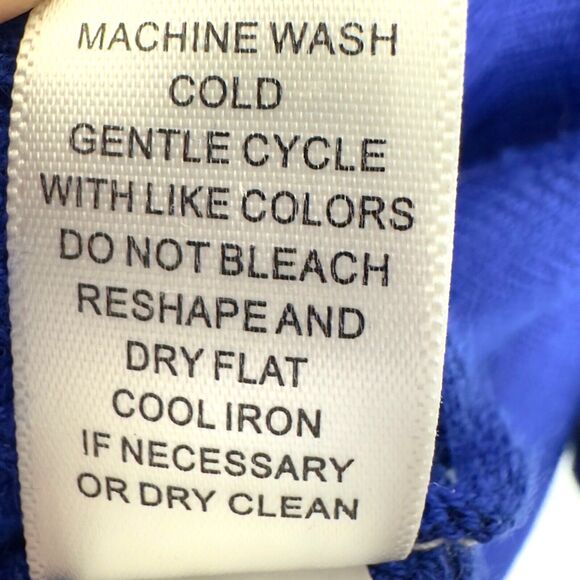 MACHINE WASH
COLD
GENTLE CYCLE
WITH LIKE COLORS
DO NOT BLEACH
RESHAPE AND
DRY FLAT
COOL IRON
IF NECESSARY
OR DRY CLEAN